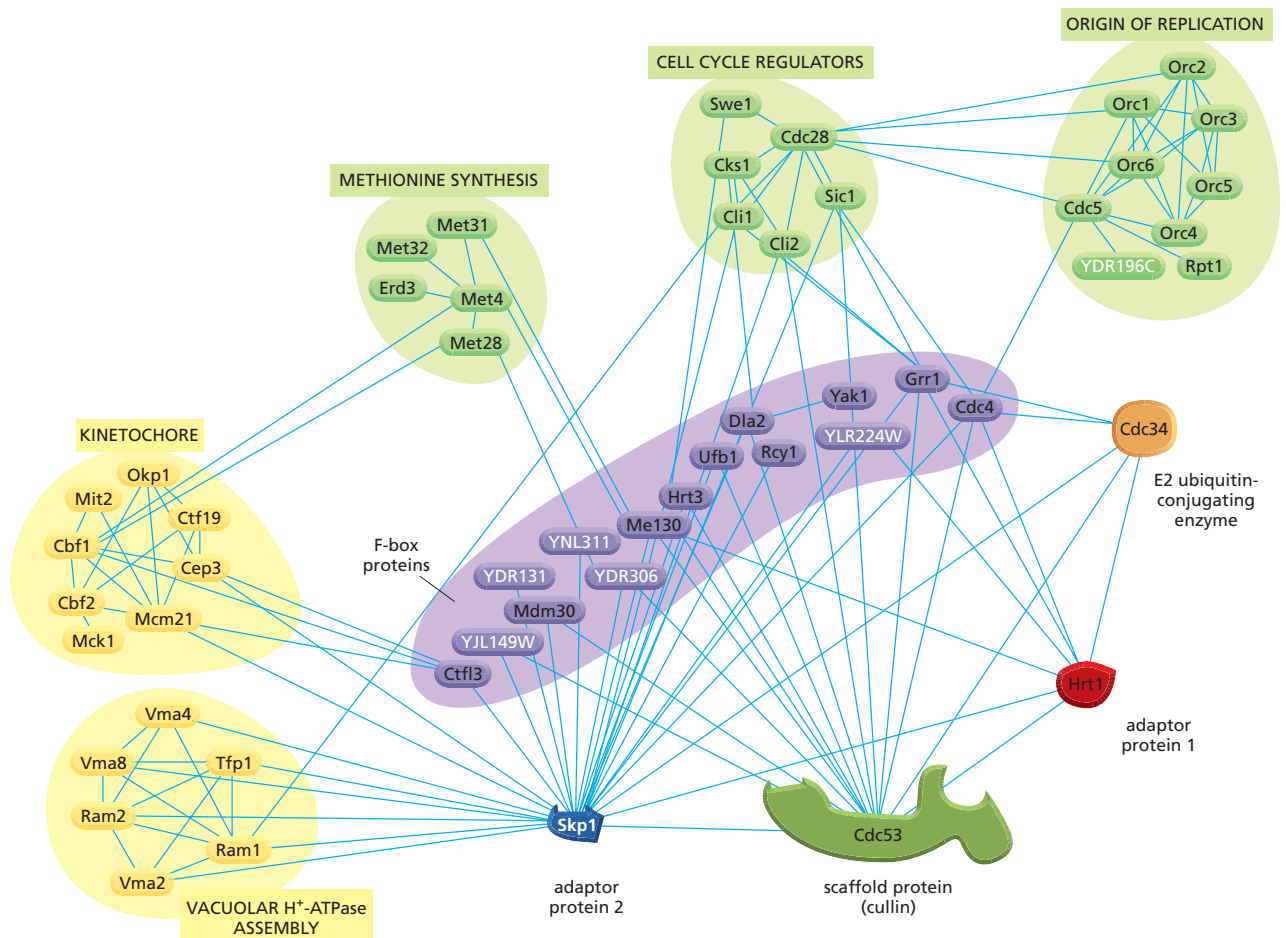 ORIGIN OF REPLICATION
Orc2
Orc1
Orc3
Orc6
Orc5
Cdc5
Orc4
YDR196C
Rpt1
CELL CYCLE REGULATORS
Swe1
Cdc28
Cks1
Sic1
Cli1
Cli2
METHIONINE SYNTHESIS
Met31
Met32
Erd3
Met4
Met28
KINETOCHORE
Okp1
Mit2
Ctf19
Cbf1
Cep3
Cbf2
Mcm21
Mck1
F-box
proteins
Grr1
Yak1
Cdc4
Dla2
YLR224W
Ufb1
Rcy1
Hrt3
Me130
YNL311
YDR131
YDR306
Mdm30
YJL149W
Ctfl3
Cdc34
E2 ubiquitin-
conjugating
enzyme
Hrt1
adaptor
protein 1
Vma4
Vma8
Tfp1
Ram2
Ram1
Vma2
VACUOLAR H+-ATPase
ASSEMBLY
Skp1
adaptor
protein 2
Cdc53
scaffold protein
(cullin)